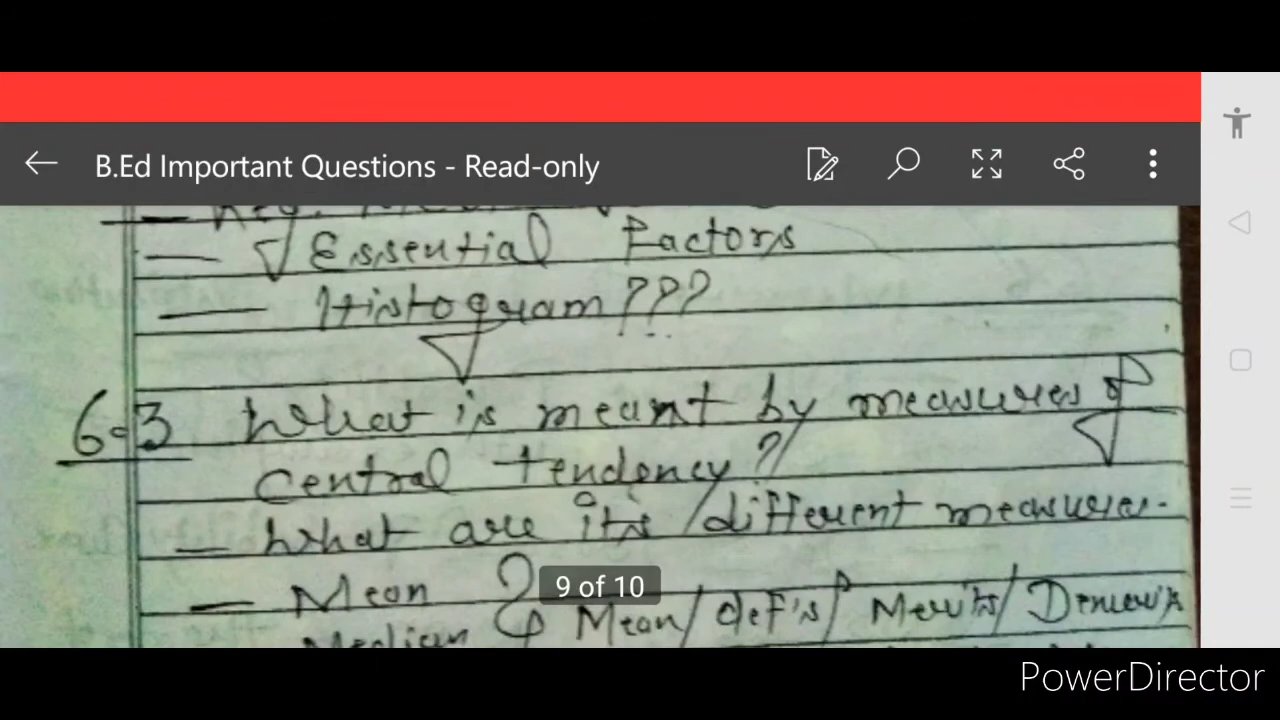 B.Ed Important Questions - Read-only
— Essential Factors
— Histogram ???
6.3 What is meant by measures of
central tendency?
— What are its different measures.
9 of 10
— Mean
Median Mean/def's/ Merits/ Demerits
PowerDirector